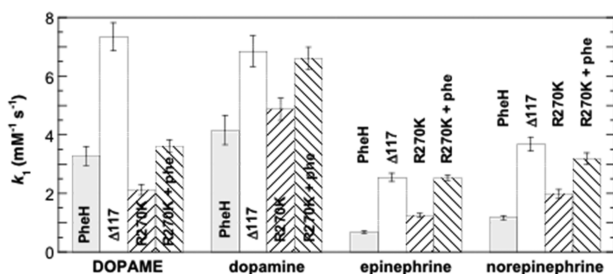 k₁ (mM⁻¹ s⁻¹)
8
6
4
2
0
PheH
Δ117
R270K
R270K + phe
PheH
Δ117
R270K
R270K + phe
PheH
Δ117
R270K
R270K + phe
PheH
Δ117
R270K
R270K + phe
DOPAME dopamine epinephrine norepinephrine